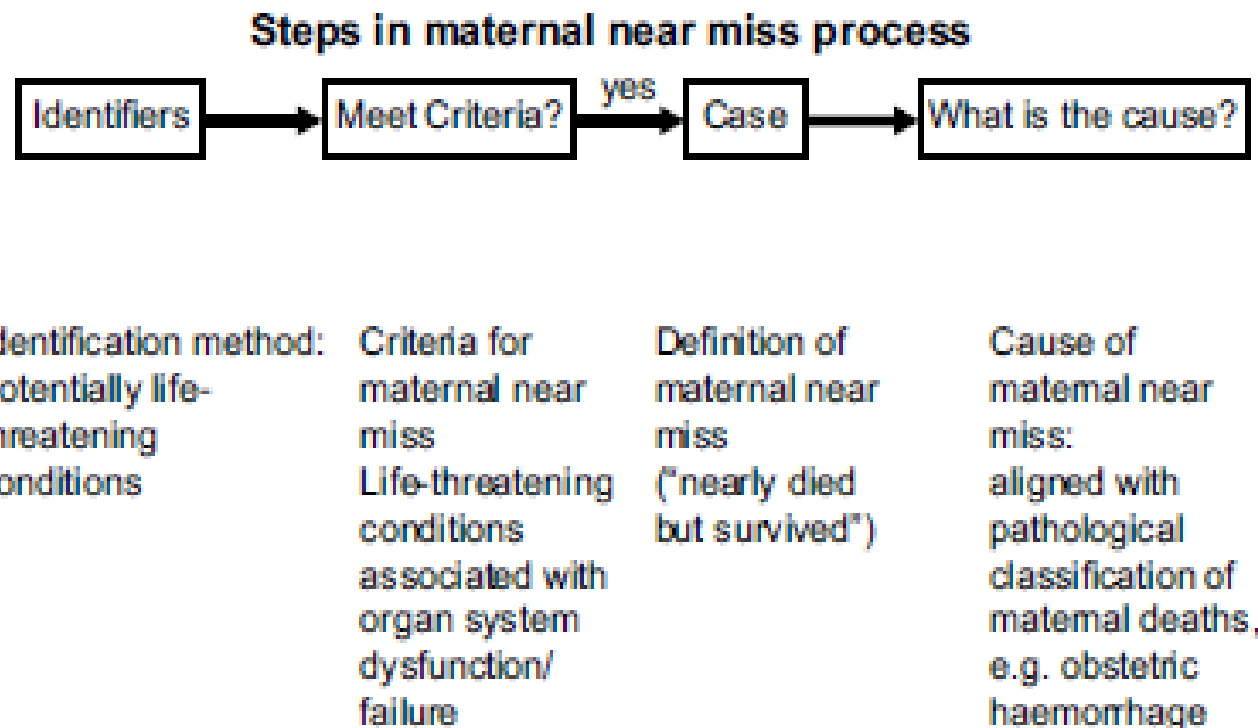 Steps in maternal near miss process
Identifiers
Meet Criteria?
yes
Case
What is the cause?
dentification method:
otentially life-
hreatening
onditions
Criteria for
maternal near
miss
Life-threatening
conditions
associated with
organ system
dysfunction/
failure
Definition of
maternal near
miss
("nearly died
but survived")
Cause of
maternal near
miss:
aligned with
pathological
classification of
maternal deaths,
e.g. obstetric
haemorrhage